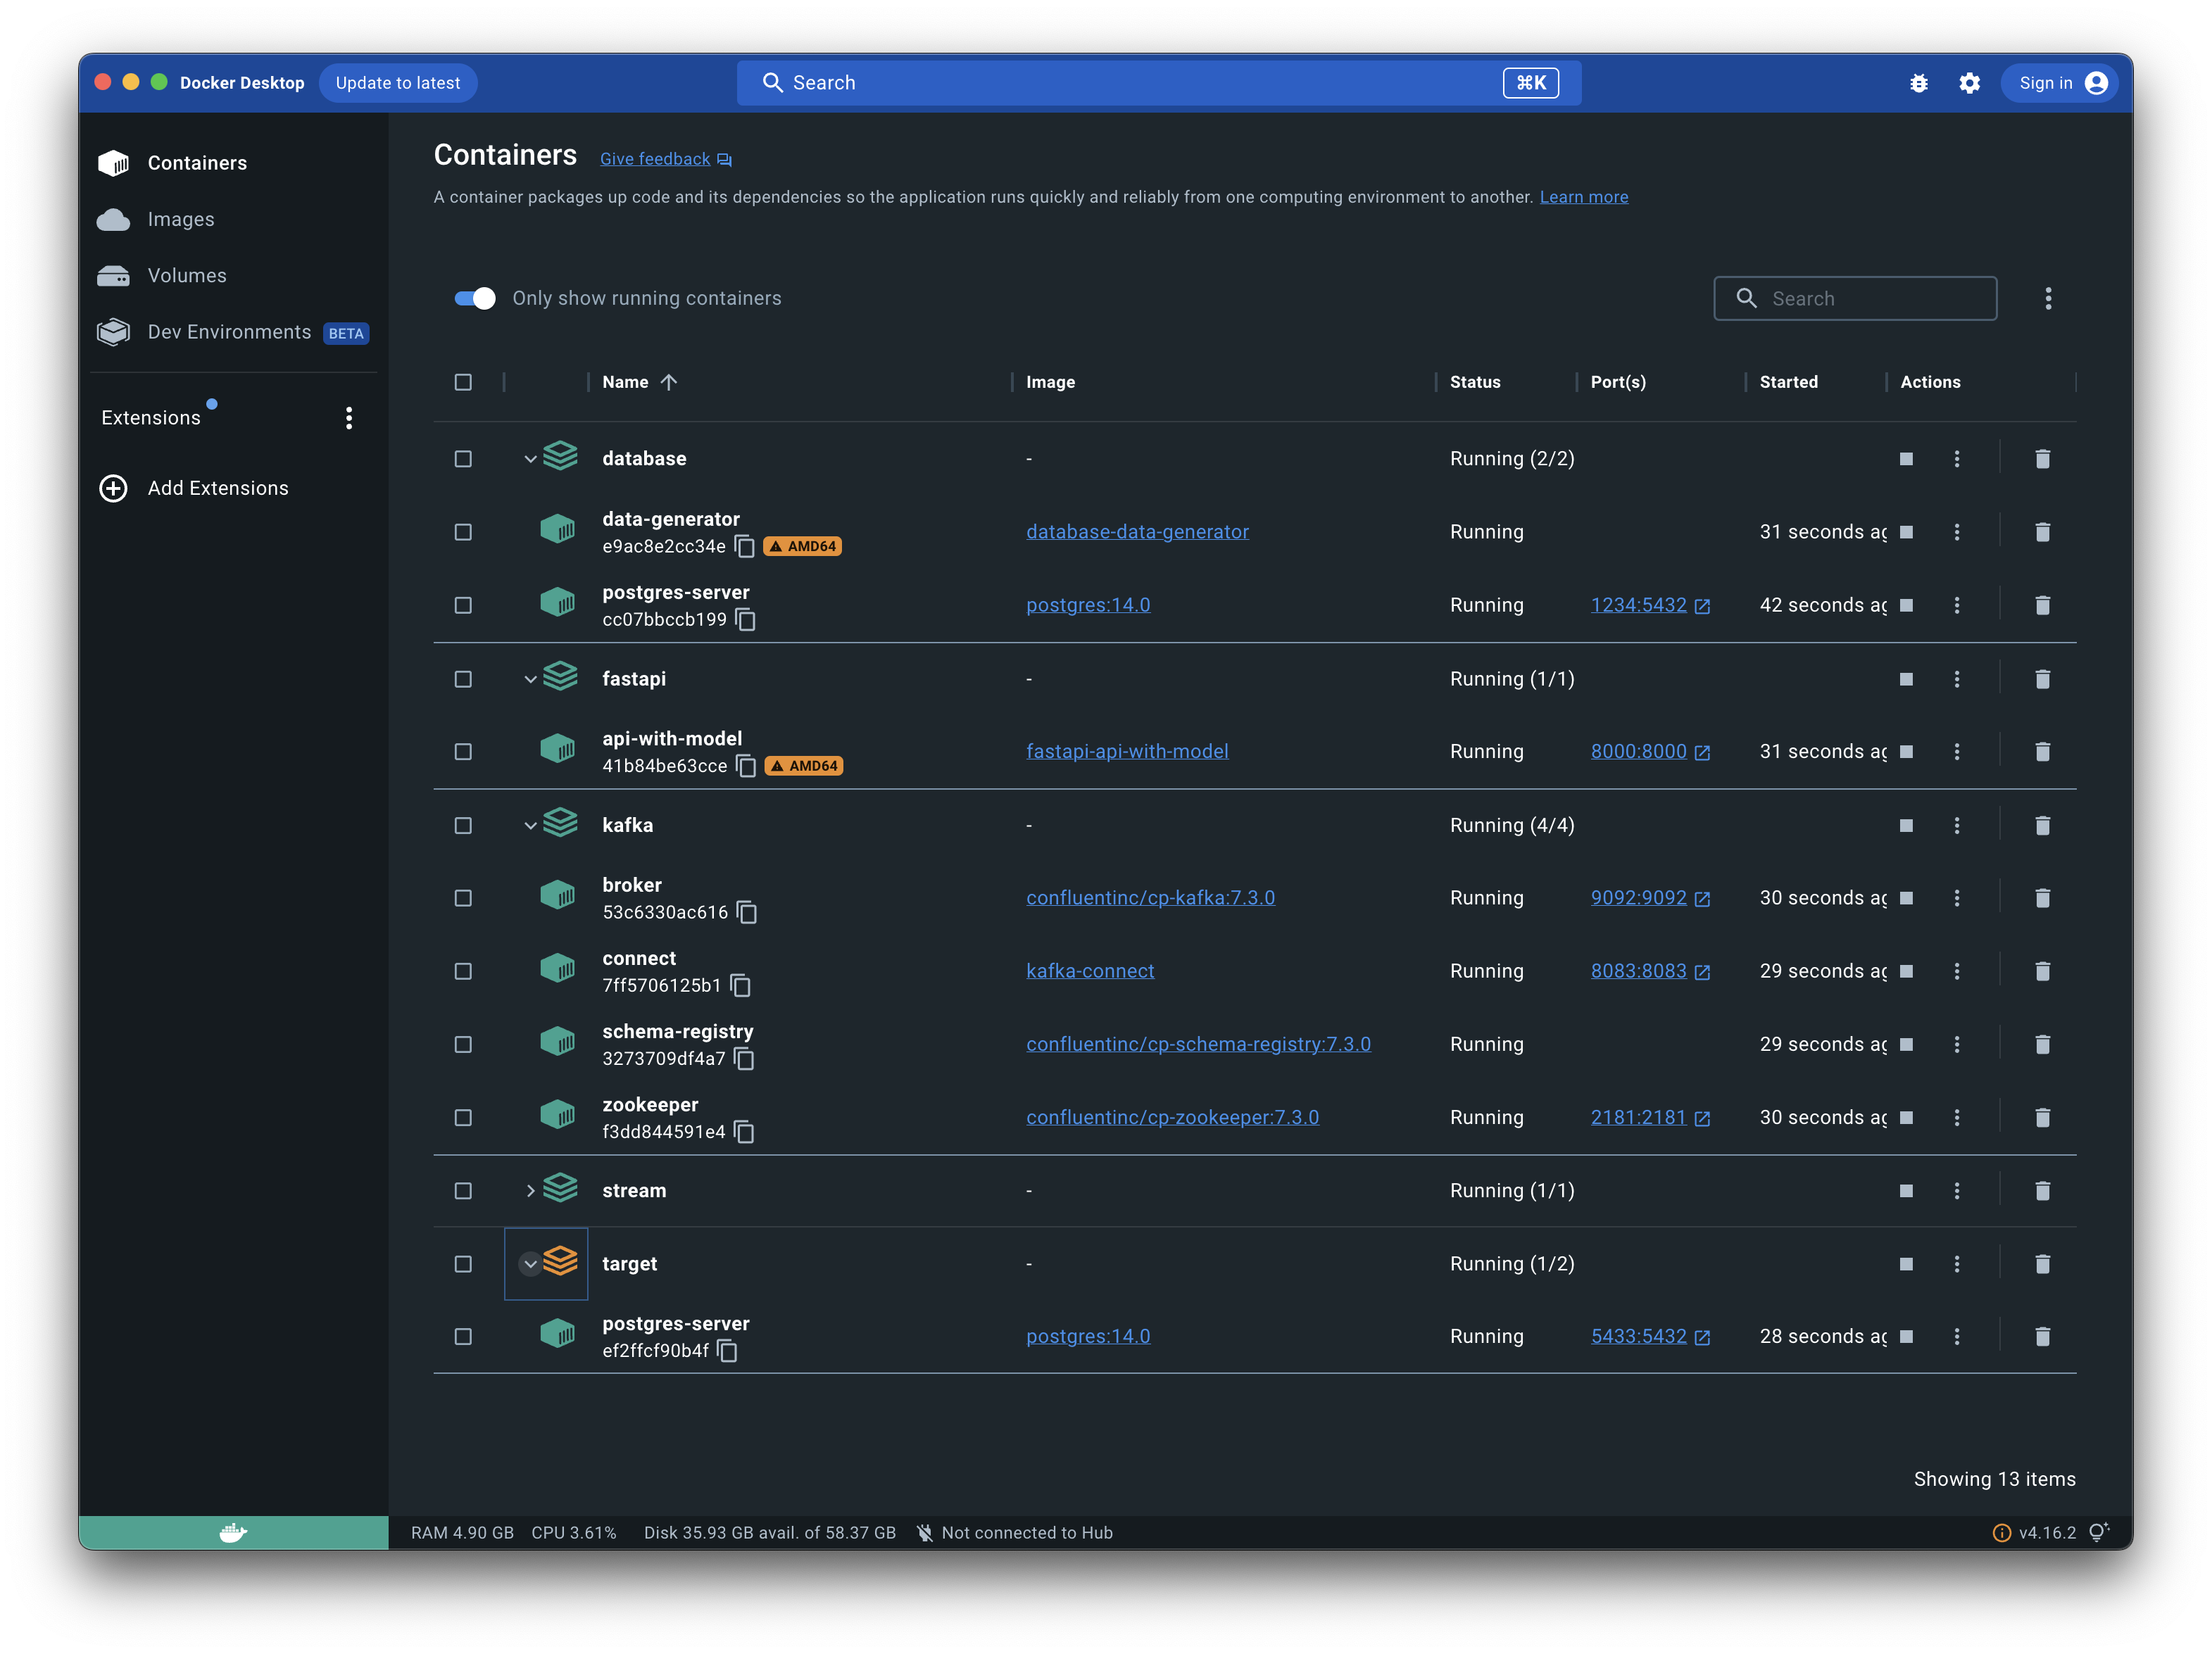 Docker Desktop Update to latest Search ⌘K Sign in
Containers
Images
Volumes
Dev Environments BETA
Extensions
Add Extensions
Containers Give feedback
A container packages up code and its dependencies so the application runs quickly and reliably from one computing environment to another. Learn more
Only show running containers Search
Name Image Status Port(s) Started Actions
database - Running (2/2)
data-generator
e9ac8e2cc34e AMD64 database-data-generator Running 31 seconds ag
postgres-server
cc07bbccb199 postgres:14.0 Running 1234:5432 42 seconds ag
fastapi - Running (1/1)
api-with-model
41b84be63cce AMD64 fastapi-api-with-model Running 8000:8000 31 seconds ag
kafka - Running (4/4)
broker
53c6330ac616 confluentinc/cp-kafka:7.3.0 Running 9092:9092 30 seconds ag
connect
7ff5706125b1 kafka-connect Running 8083:8083 29 seconds ag
schema-registry
3273709df4a7 confluentinc/cp-schema-registry:7.3.0 Running 29 seconds ag
zookeeper
f3dd844591e4 confluentinc/cp-zookeeper:7.3.0 Running 2181:2181 30 seconds ag
stream - Running (1/1)
target - Running (1/2)
postgres-server
ef2ffcf90b4f postgres:14.0 Running 5433:5432 28 seconds ag
Showing 13 items
RAM 4.90 GB CPU 3.61% Disk 35.93 GB avail. of 58.37 GB Not connected to Hub v4.16.2